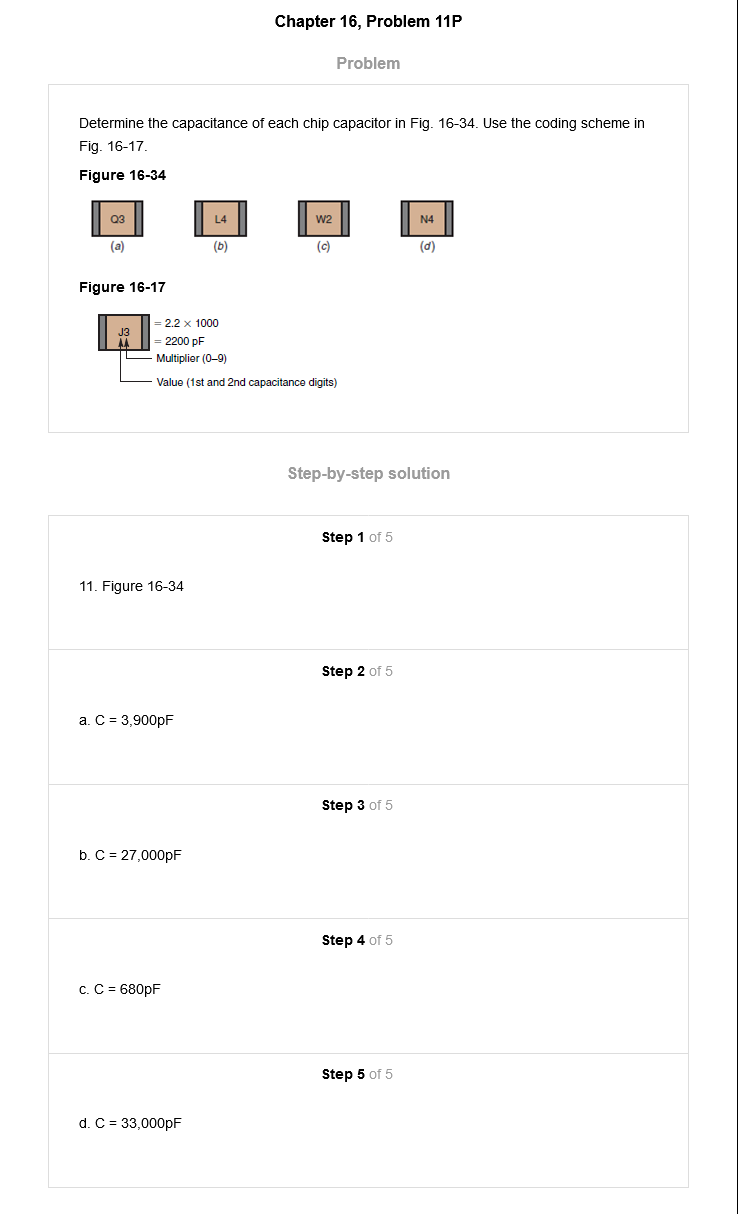 Chapter 16, Problem 11P
Problem
Determine the capacitance of each chip capacitor in Fig. 16-34. Use the coding scheme in
Fig. 16-17.
Figure 16-34
Q3 L4 W2 N4
(a) (b) (c) (d)
Figure 16-17
J3
= 2.2 × 1000
= 2200 pF
Multiplier (0–9)
Value (1st and 2nd capacitance digits)
Step-by-step solution
Step 1 of 5
11. Figure 16-34
Step 2 of 5
a. C = 3,900pF
Step 3 of 5
b. C = 27,000pF
Step 4 of 5
c. C = 680pF
Step 5 of 5
d. C = 33,000pF